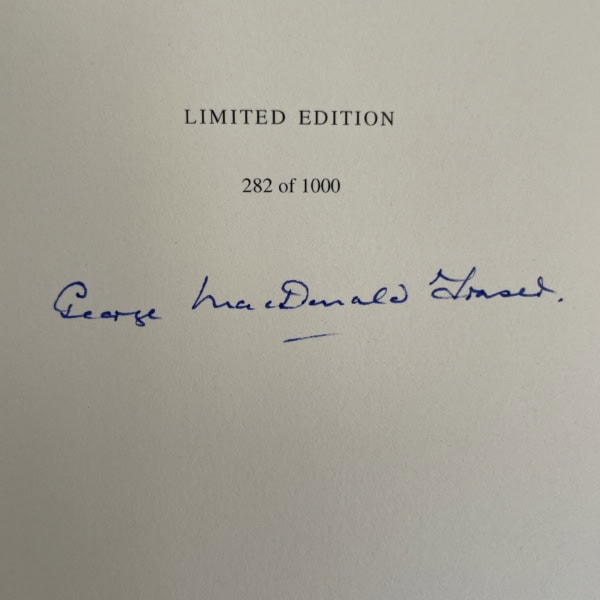 LIMITED EDITION
282 of 1000
George MacDonald Fraser.